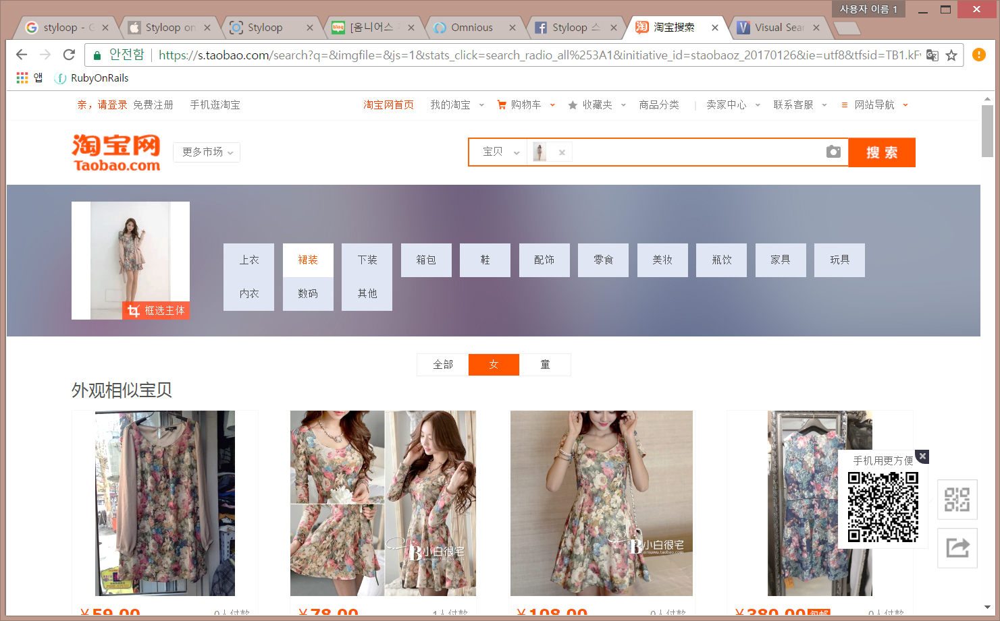 사용자 이름 1
styloop - G
Styloop on
Styloop
[옴니어스
Omnious
Styloop 스
淘宝搜索
Visual Sear
안전함
https://s.taobao.com/search?q=&imgfile=&js=1&stats_click=search_radio_all%253A1&initiative_id=staobaoz_20170126&ie=utf8&tfsid=TB1.kF
앱
RubyOnRails
亲，请登录 免费注册 手机逛淘宝 淘宝网首页 我的淘宝 购物车 收藏夹 商品分类 | 卖家中心 联系客服 网站导航
淘宝网
Taobao.com
更多市场
宝贝
搜索
上衣 裙装 下装 箱包 鞋 配饰 零食 美妆 瓶饮 家具 玩具
内衣 数码 其他
框选主体
全部 女 童
外观相似宝贝
手机用更方便
B小白很宅
aimuwu.taobao.com
B小白很宅
aimuwu.taobao.com
￥59.00 0人付款
￥78.00 1人付款
￥108.00 0人付款
￥380.00 包邮 0人付款